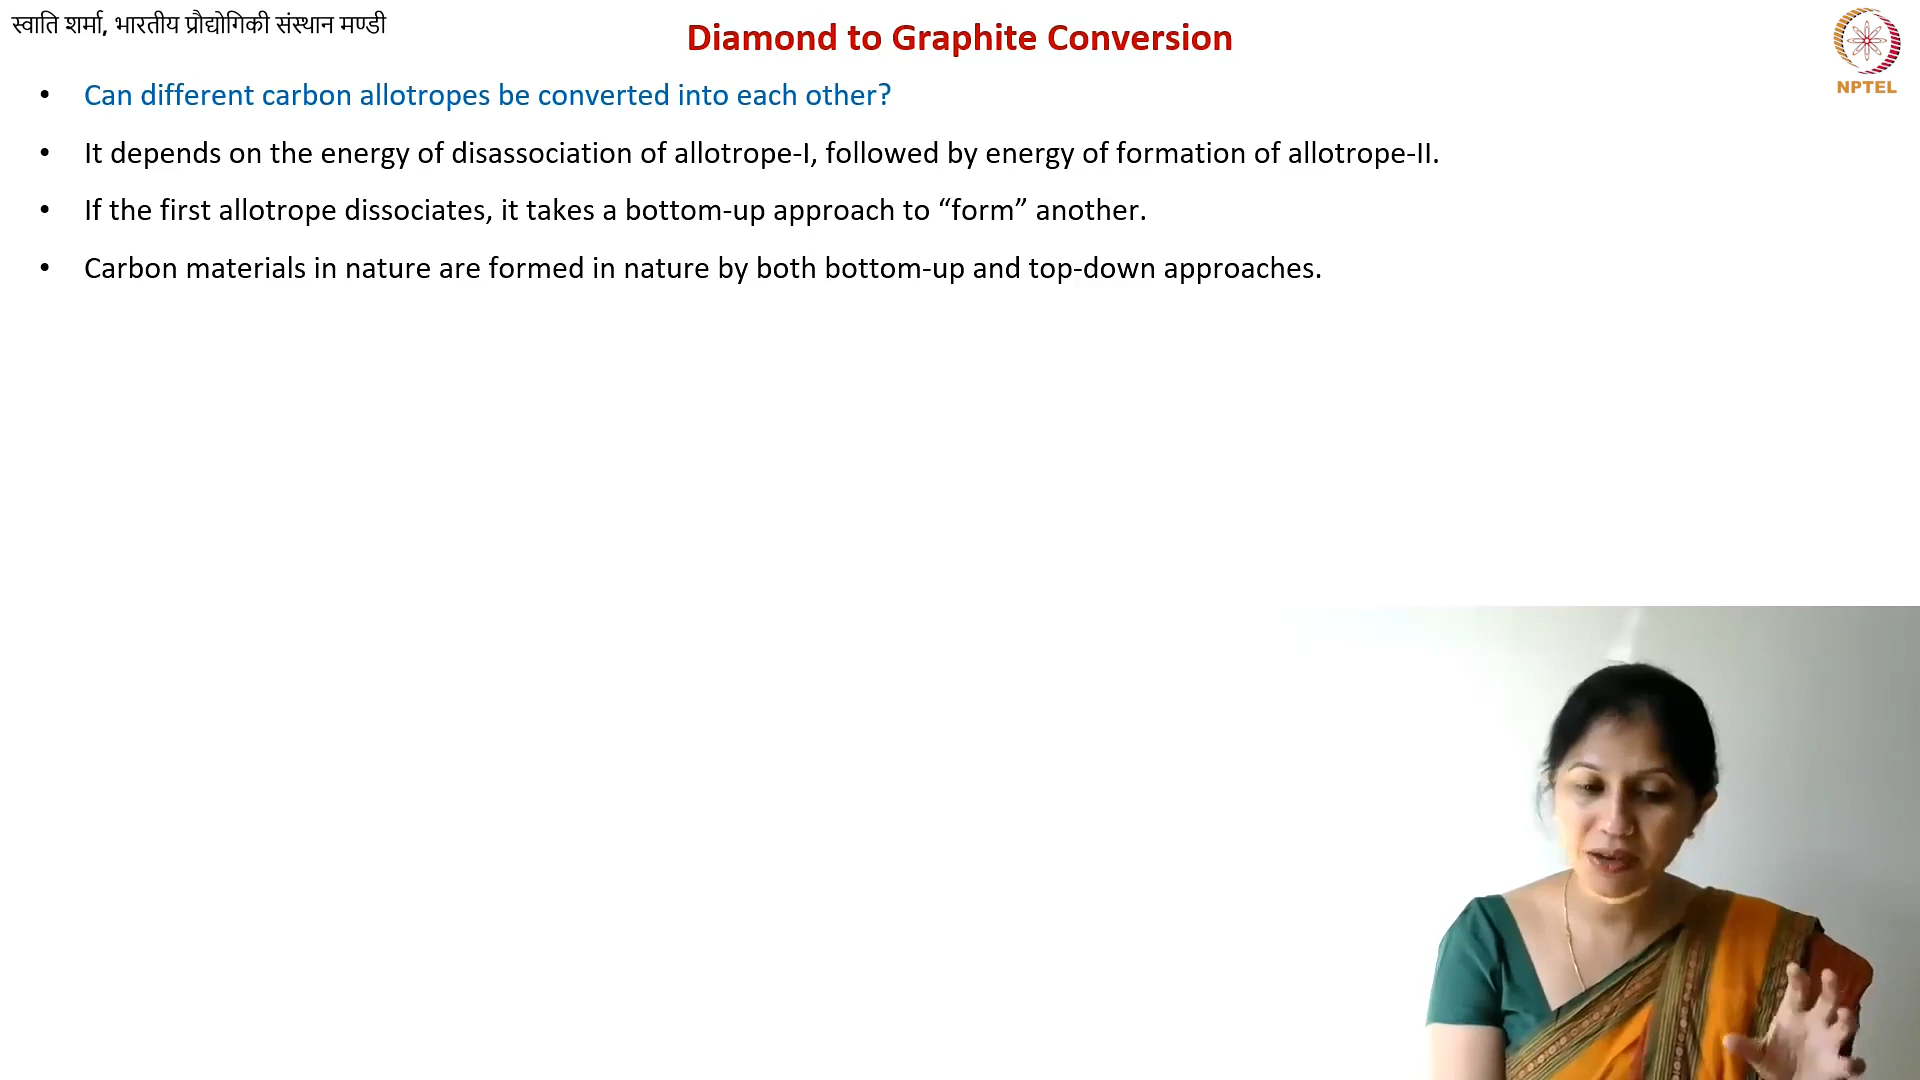 स्वाति शर्मा, भारतीय प्रौद्योगिकी संस्थान मण्डी
Diamond to Graphite Conversion
NPTEL
• Can different carbon allotropes be converted into each other?
• It depends on the energy of disassociation of allotrope-I, followed by energy of formation of allotrope-II.
• If the first allotrope dissociates, it takes a bottom-up approach to “form” another.
• Carbon materials in nature are formed in nature by both bottom-up and top-down approaches.